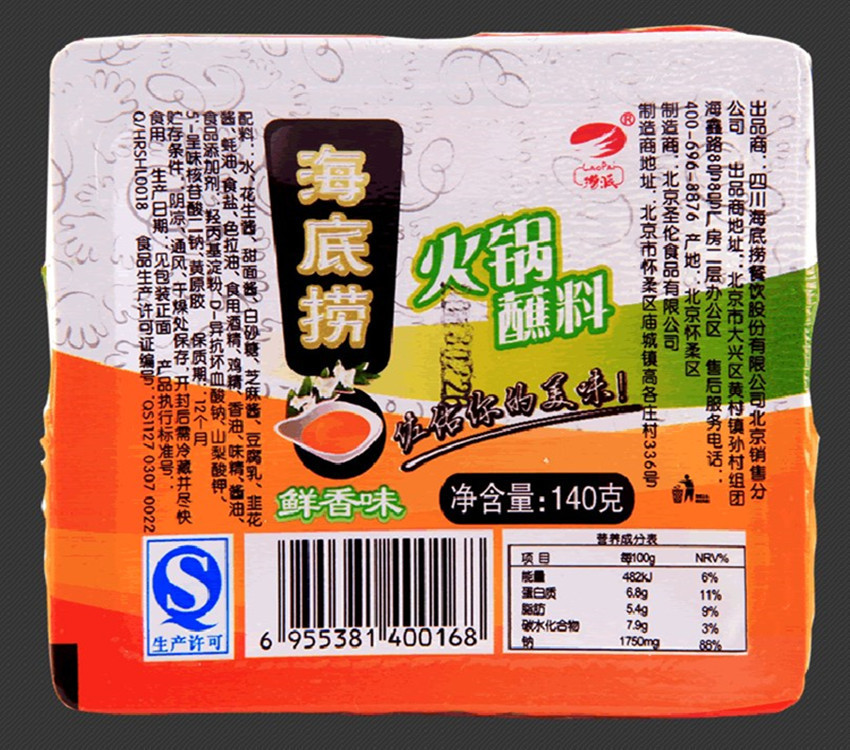 出品商：四川海底捞餐饮股份有限公司北京销售分
公司 出品商地址：北京市大兴区黄村镇孙村组团
海鑫路8号8号厂房二层办公区 售后服务电话：
400-696-8876 产地：北京怀柔区
制造商：北京圣伦食品有限公司
制造商地址：北京市怀柔区庙城镇高各庄村336号
®
LaoPai
捞派
火锅
蘸料
海底捞
伍佰你的美味！
鲜香味
净含量：140克
配料：水、花生酱、甜面酱、白砂糖、芝麻酱、豆腐乳、韭花
酱、蚝油、食盐、色拉油、食用酒精、鸡精、香油、味精、酱油、
食品添加剂：羟丙基淀粉、D-异抗坏血酸钠、山梨酸钾、
5'-呈味核苷酸二钠、黄原胶 保质期：12个月
贮存条件：阴凉、通风、干燥处保存，开封后需冷藏并尽快
食用 生产日期：见包装正面 产品执行标准号：
Q/HRSHL0018 食品生产许可证编号：QS1127 0307 0022
生产许可
6 955381 400168
营养成分表
项目 每100g NRV%
能量 482kJ 6%
蛋白质 6.8g 11%
脂肪 5.4g 9%
碳水化合物 7.9g 3%
钠 1750mg 88%